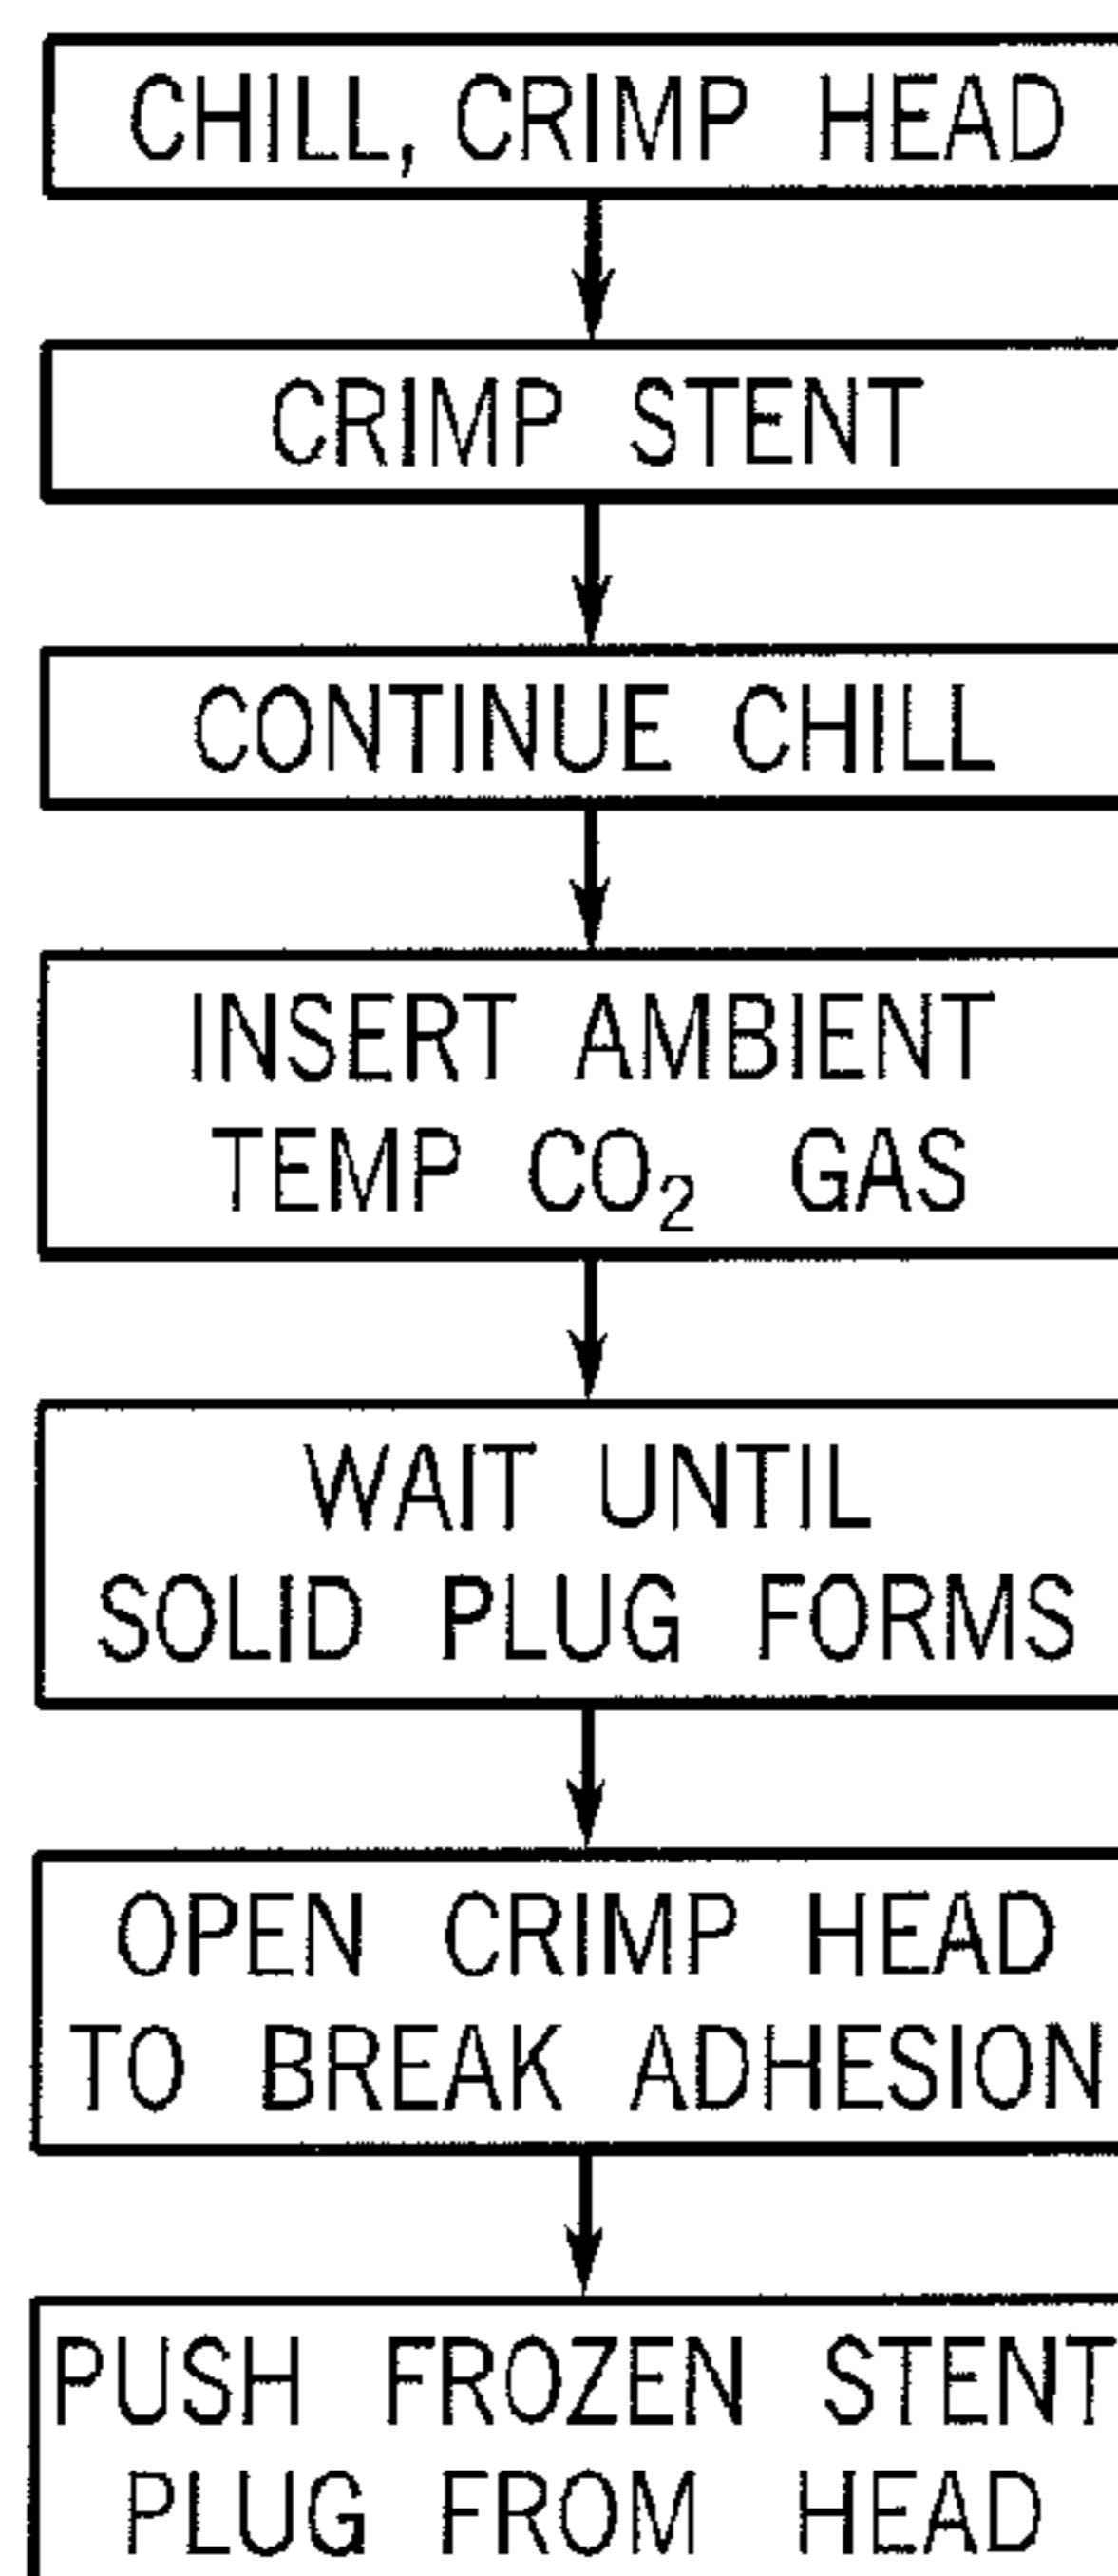 CHILL, CRIMP HEAD
CRIMP STENT
CONTINUE CHILL
INSERT AMBIENT
TEMP CO₂ GAS
WAIT UNTIL
SOLID PLUG FORMS
OPEN CRIMP HEAD
TO BREAK ADHESION
PUSH FROZEN STENT
PLUG FROM HEAD